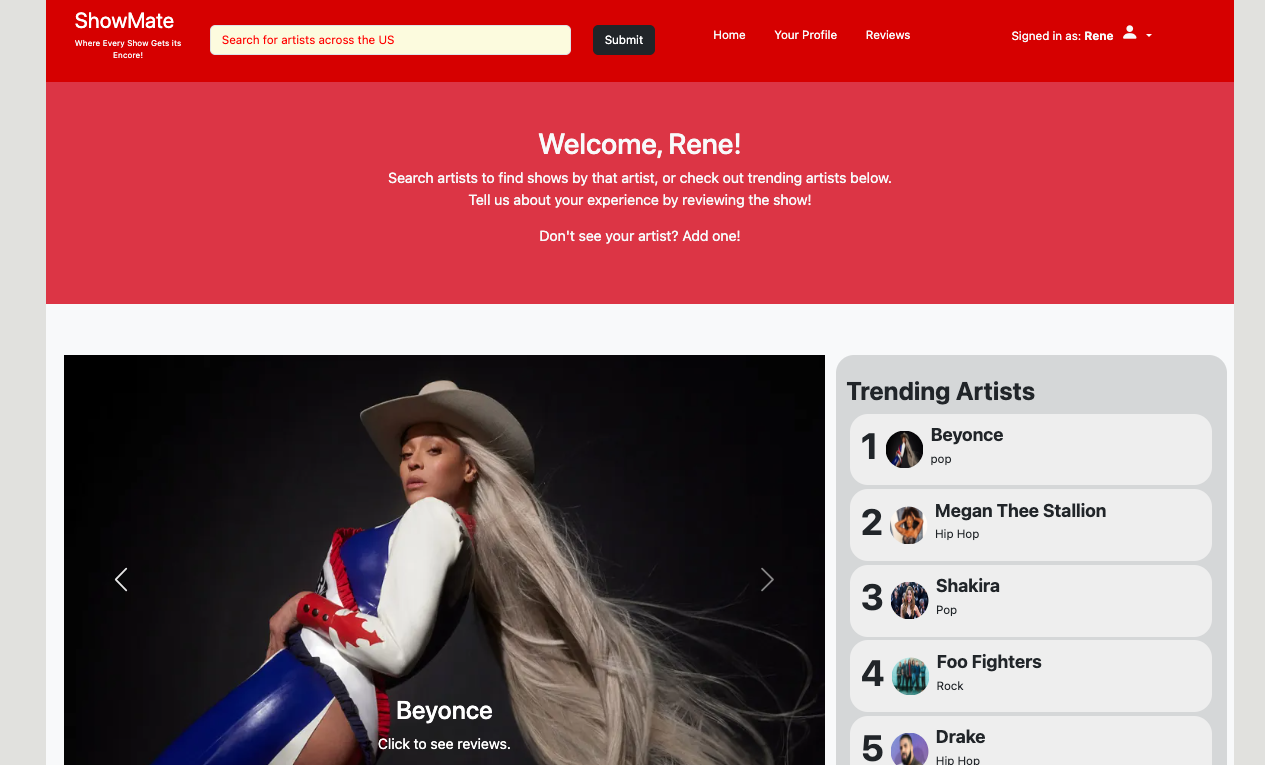 ShowMate
Where Every Show Gets its
Encore!
Search for artists across the US
Submit
Home
Your Profile
Reviews
Signed in as: Rene
Welcome, Rene!
Search artists to find shows by that artist, or check out trending artists below.
Tell us about your experience by reviewing the show!
Don't see your artist? Add one!
Beyonce
Click to see reviews.
Trending Artists
1
Beyonce
pop
2
Megan Thee Stallion
Hip Hop
3
Shakira
Pop
4
Foo Fighters
Rock
5
Drake
Hip Hop